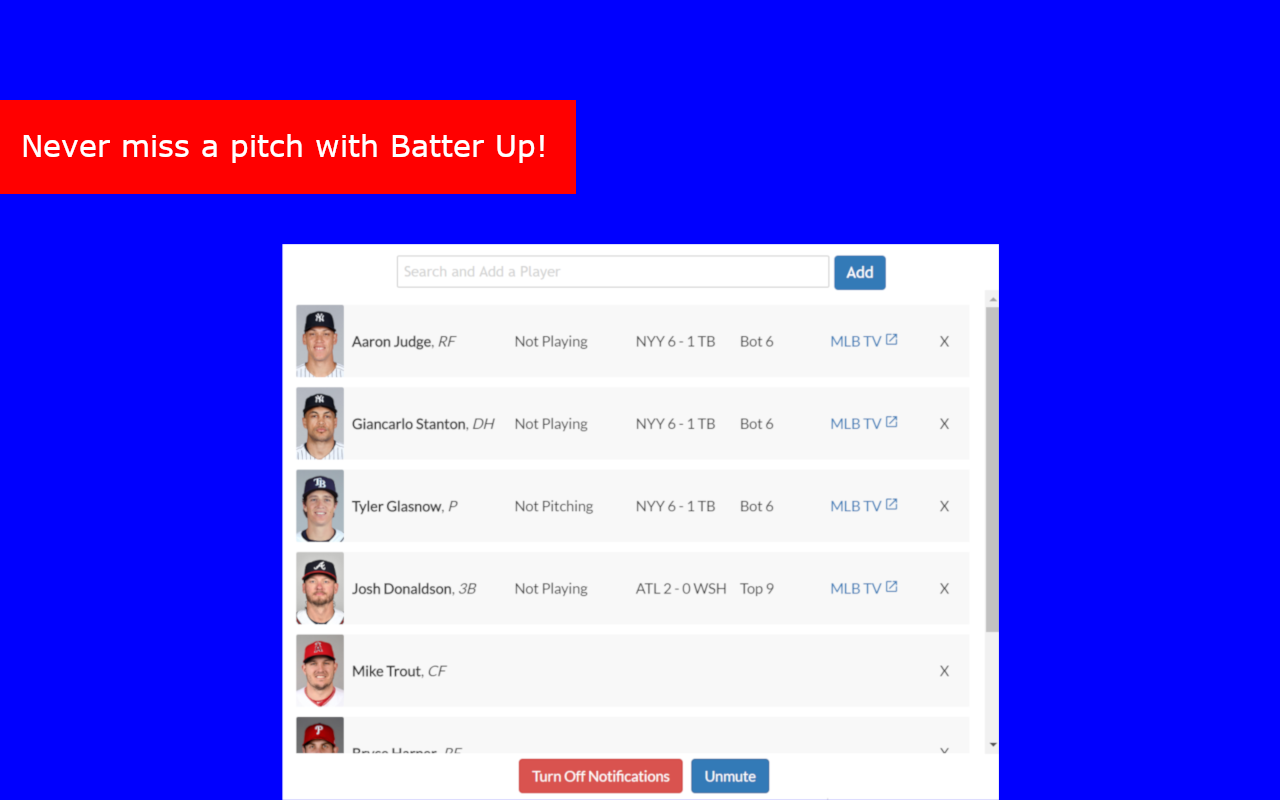 Never miss a pitch with Batter Up!
Search and Add a Player Add
Aaron Judge, RF Not Playing NYY 6 - 1 TB Bot 6 MLB TV X
Giancarlo Stanton, DH Not Playing NYY 6 - 1 TB Bot 6 MLB TV X
Tyler Glasnow, P Not Pitching NYY 6 - 1 TB Bot 6 MLB TV X
Josh Donaldson, 3B Not Playing ATL 2 - 0 WSH Top 9 MLB TV X
Mike Trout, CF X
Bryce Harper, RF X
Turn Off Notifications Unmute